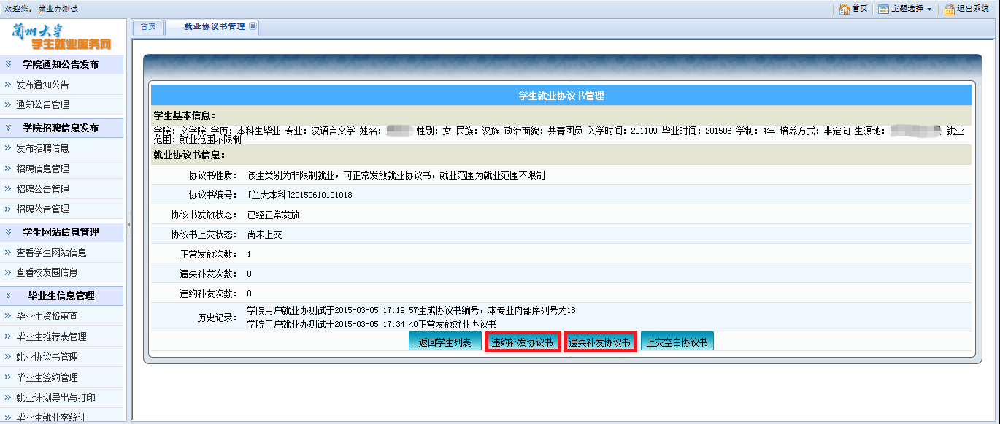 欢迎您, 就业办测试
首页
主题选择
退出系统
兰州大学
学生就业服务网
首页
就业协议书管理
学院通知公告发布
发布通知公告
通知公告管理
学院招聘信息发布
发布招聘信息
招聘信息管理
招聘公告管理
招聘公告管理
学生网站信息管理
查看学生网站信息
查看校友圈信息
毕业生信息管理
毕业生资格审查
毕业生推荐表管理
就业协议书管理
毕业生签约管理
就业计划导出与打印
毕业生就业率统计
学生就业协议书管理
学生基本信息:
学院: 文学院 学历: 本科生毕业 专业: 汉语言文学 姓名: 性别: 女 民族: 汉族 政治面貌: 共青团员 入学时间: 201109 毕业时间: 201506 学制: 4年 培养方式: 非定向 生源地: 就业
范围: 就业范围不限制
就业协议书信息:
协议书性质: 该生类别为非限制就业, 可正常发放就业协议书, 就业范围为就业范围不限制
协议书编号: [兰大本科]20150610101018
协议书发放状态: 已经正常发放
协议书上交状态: 尚未上交
正常发放次数: 1
遗失补发次数: 0
违约补发次数: 0
历史记录:
学院用户就业办测试于2015-03-05 17:19:57生成协议书编号, 本专业内部序列号为18
学院用户就业办测试于2015-03-05 17:34:40正常发放就业协议书
返回学生列表 违约补发协议书 遗失补发协议书 上交空白协议书